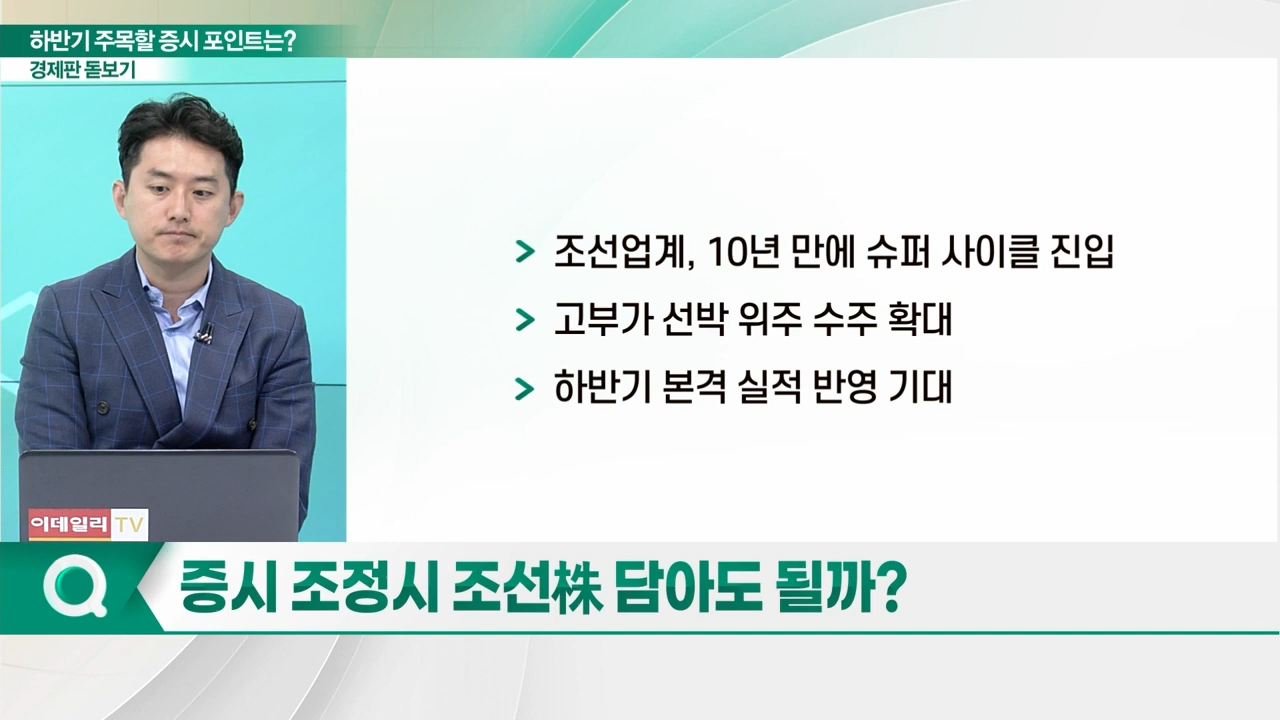 하반기 주목할 증시 포인트는?
경제판 돋보기
> 조선업계, 10년 만에 슈퍼 사이클 진입
> 고부가 선박 위주 수주 확대
> 하반기 본격 실적 반영 기대
이데일리 TV
Q 증시 조정시 조선株 담아도 될까?